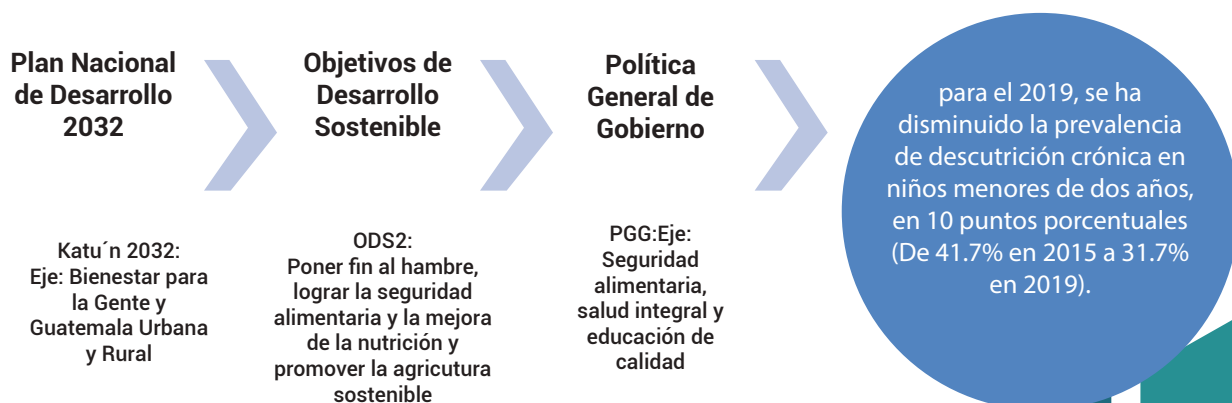 Plan Nacional
de Desarrollo
2032
Objetivos de
Desarrollo
Sostenible
Política
General de
Gobierno
Katu´n 2032:
Eje: Bienestar para
la Gente y
Guatemala Urbana
y Rural
ODS2:
Poner fin al hambre,
lograr la seguridad
alimentaria y la mejora
de la nutrición y
promover la agricutura
sostenible
PGG:Eje:
Seguridad
alimentaria,
salud integral y
educación de
calidad
para el 2019, se ha
disminuido la prevalencia
de descutrición crónica en
niños menores de dos años,
en 10 puntos porcentuales
(De 41.7% en 2015 a 31.7%
en 2019).